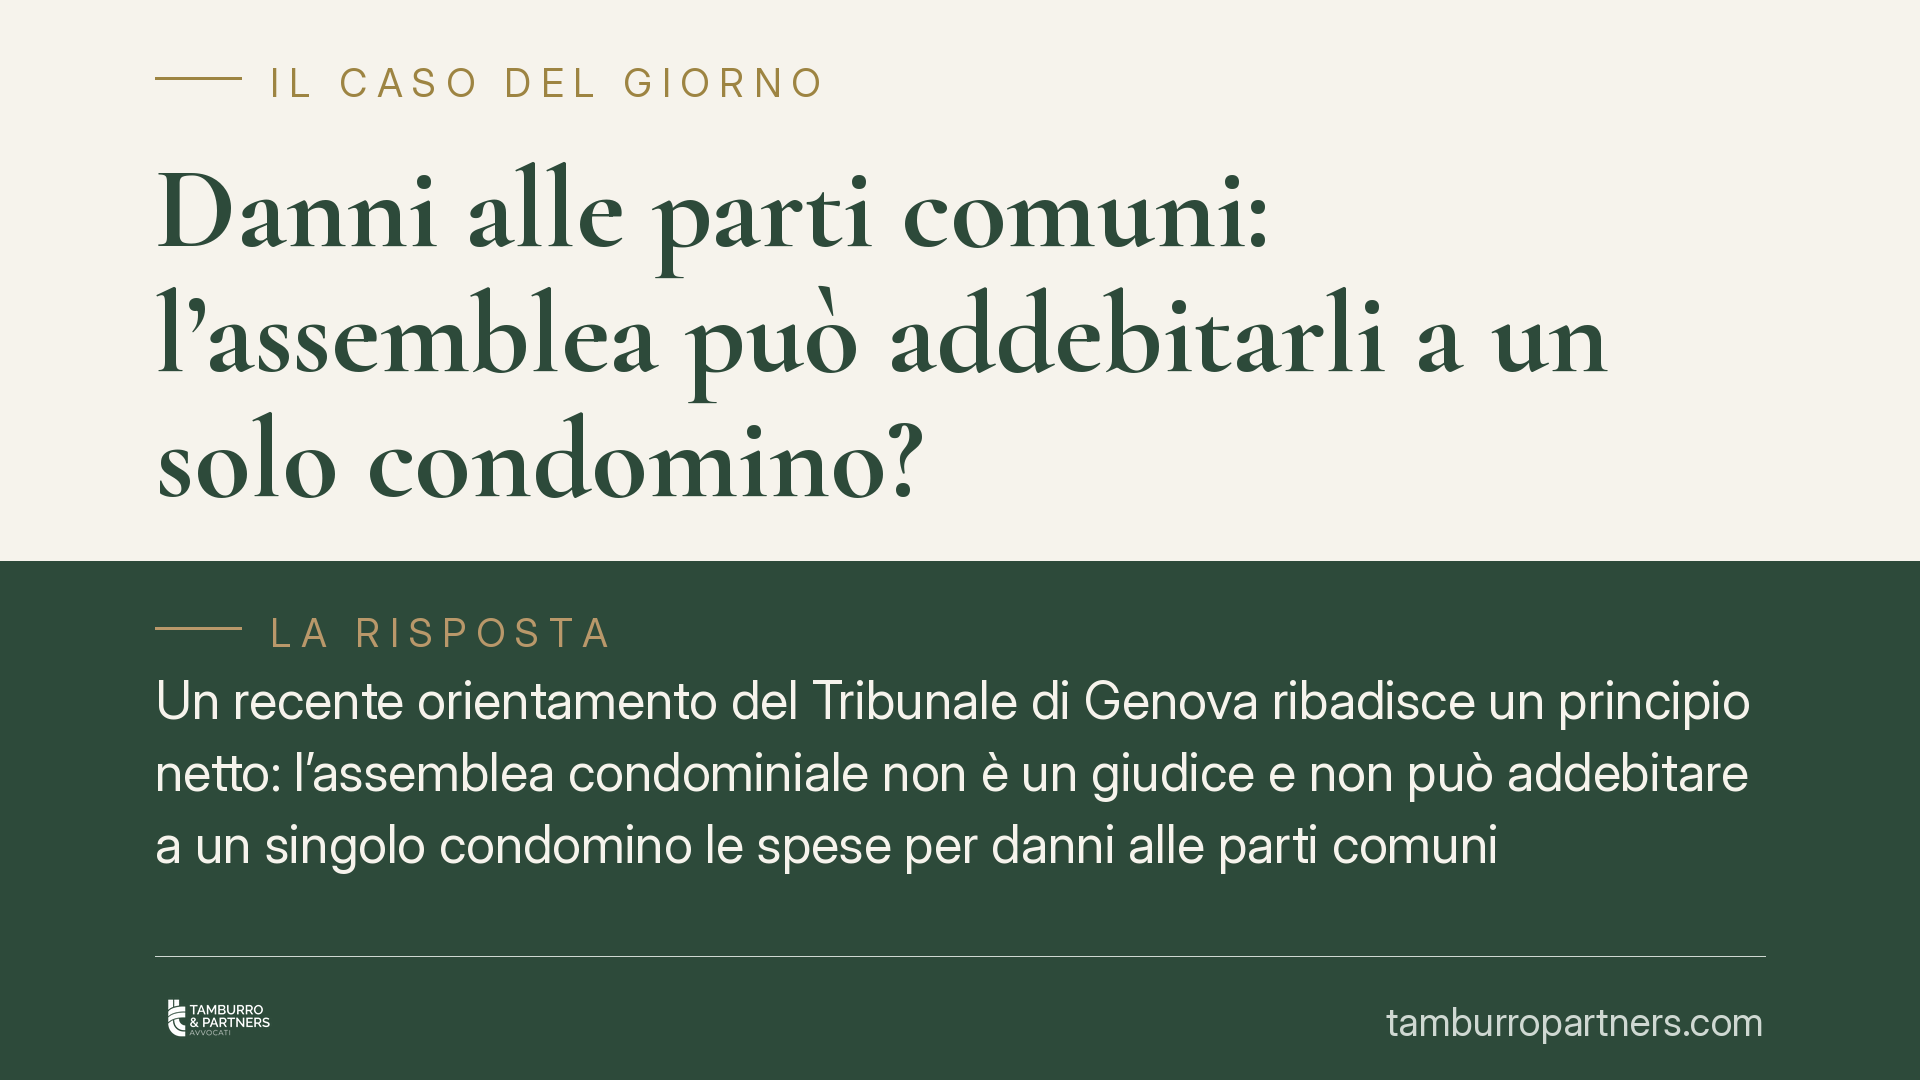 IL CASO DEL GIORNO
Danni alle parti comuni:
l’assemblea può addebitarli a un
solo condomino?
LA RISPOSTA
Un recente orientamento del Tribunale di Genova ribadisce un principio
netto: l’assemblea condominiale non è un giudice e non può addebitare
a un singolo condomino le spese per danni alle parti comuni
TAMBURRO
& PARTNERS
AVVOCATI
tamburropartners.com